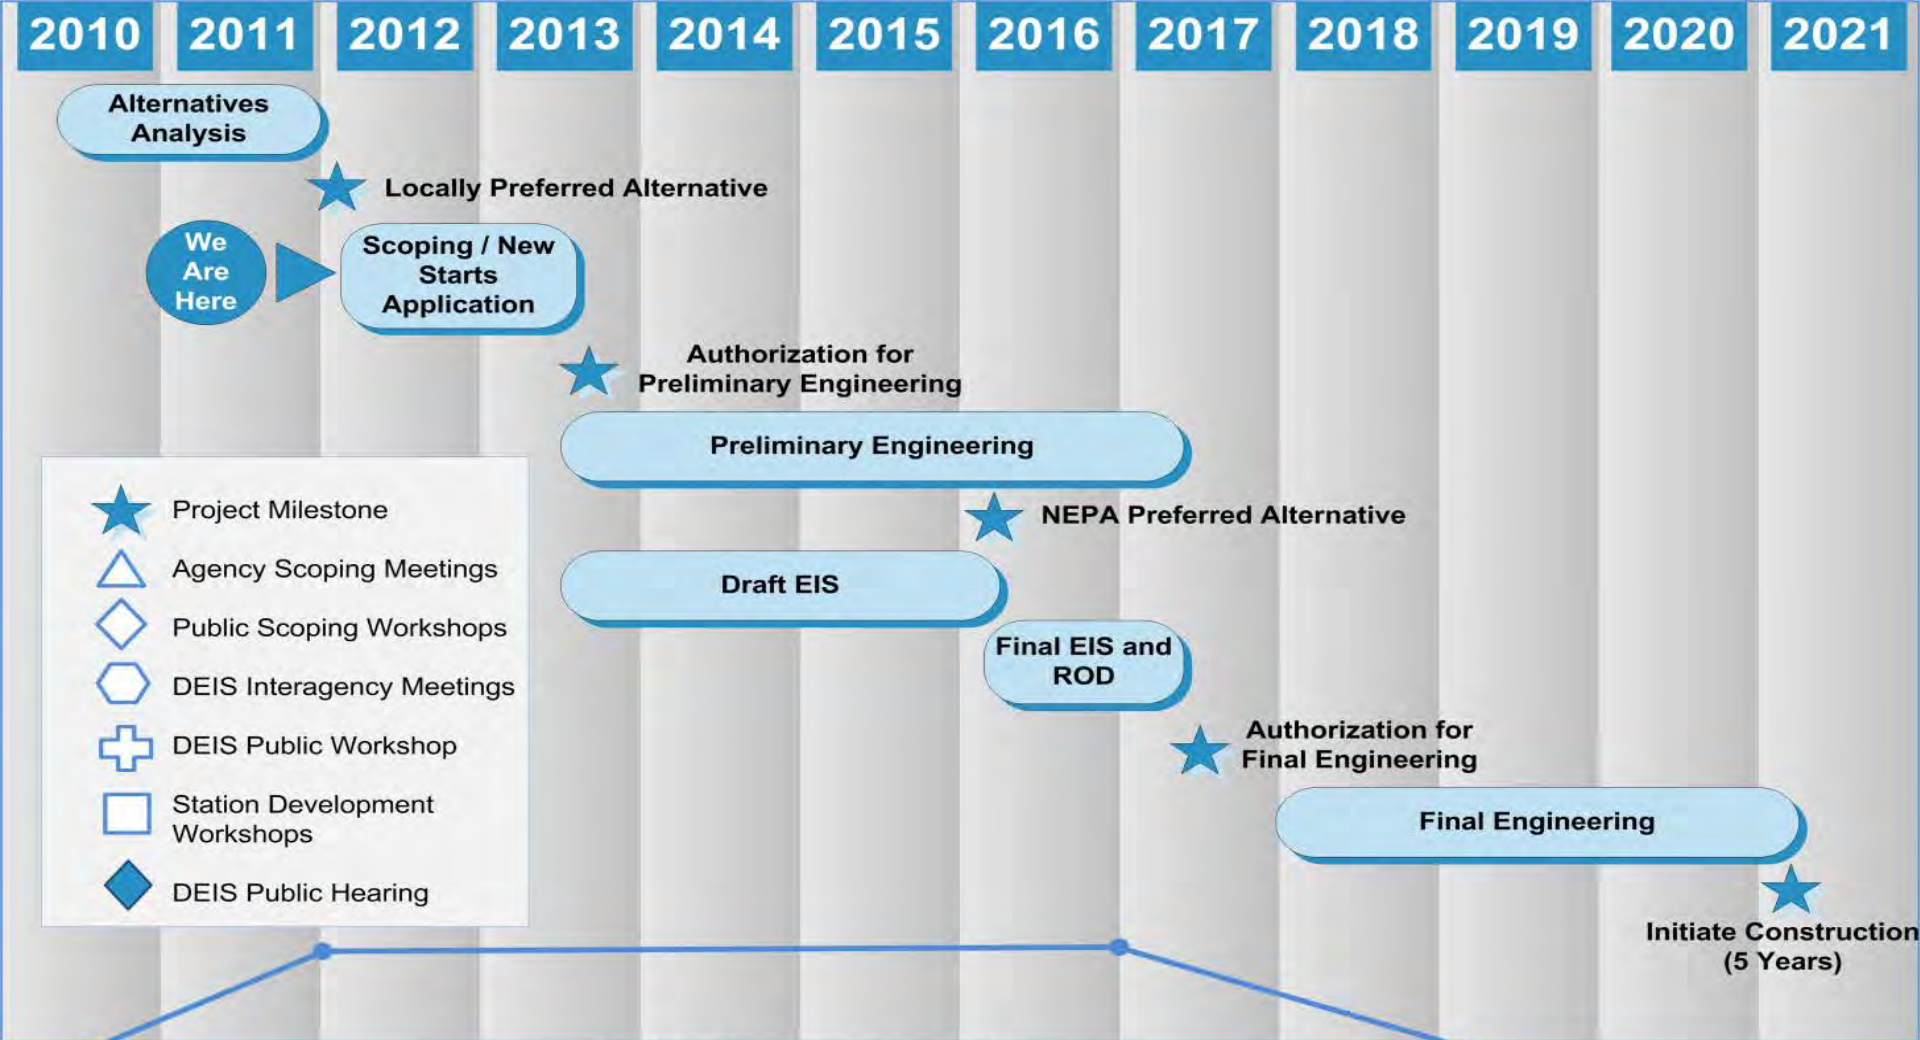 2010 2011 2012 2013 2014 2015 2016 2017 2018 2019 2020 2021
Alternatives
Analysis
Locally Preferred Alternative
We
Are
Here
Scoping / New
Starts
Application
Authorization for
Preliminary Engineering
Preliminary Engineering
NEPA Preferred Alternative
Draft EIS
Final EIS and
ROD
Authorization for
Final Engineering
Final Engineering
Initiate Construction
(5 Years)
Project Milestone
Agency Scoping Meetings
Public Scoping Workshops
DEIS Interagency Meetings
DEIS Public Workshop
Station Development
Workshops
DEIS Public Hearing